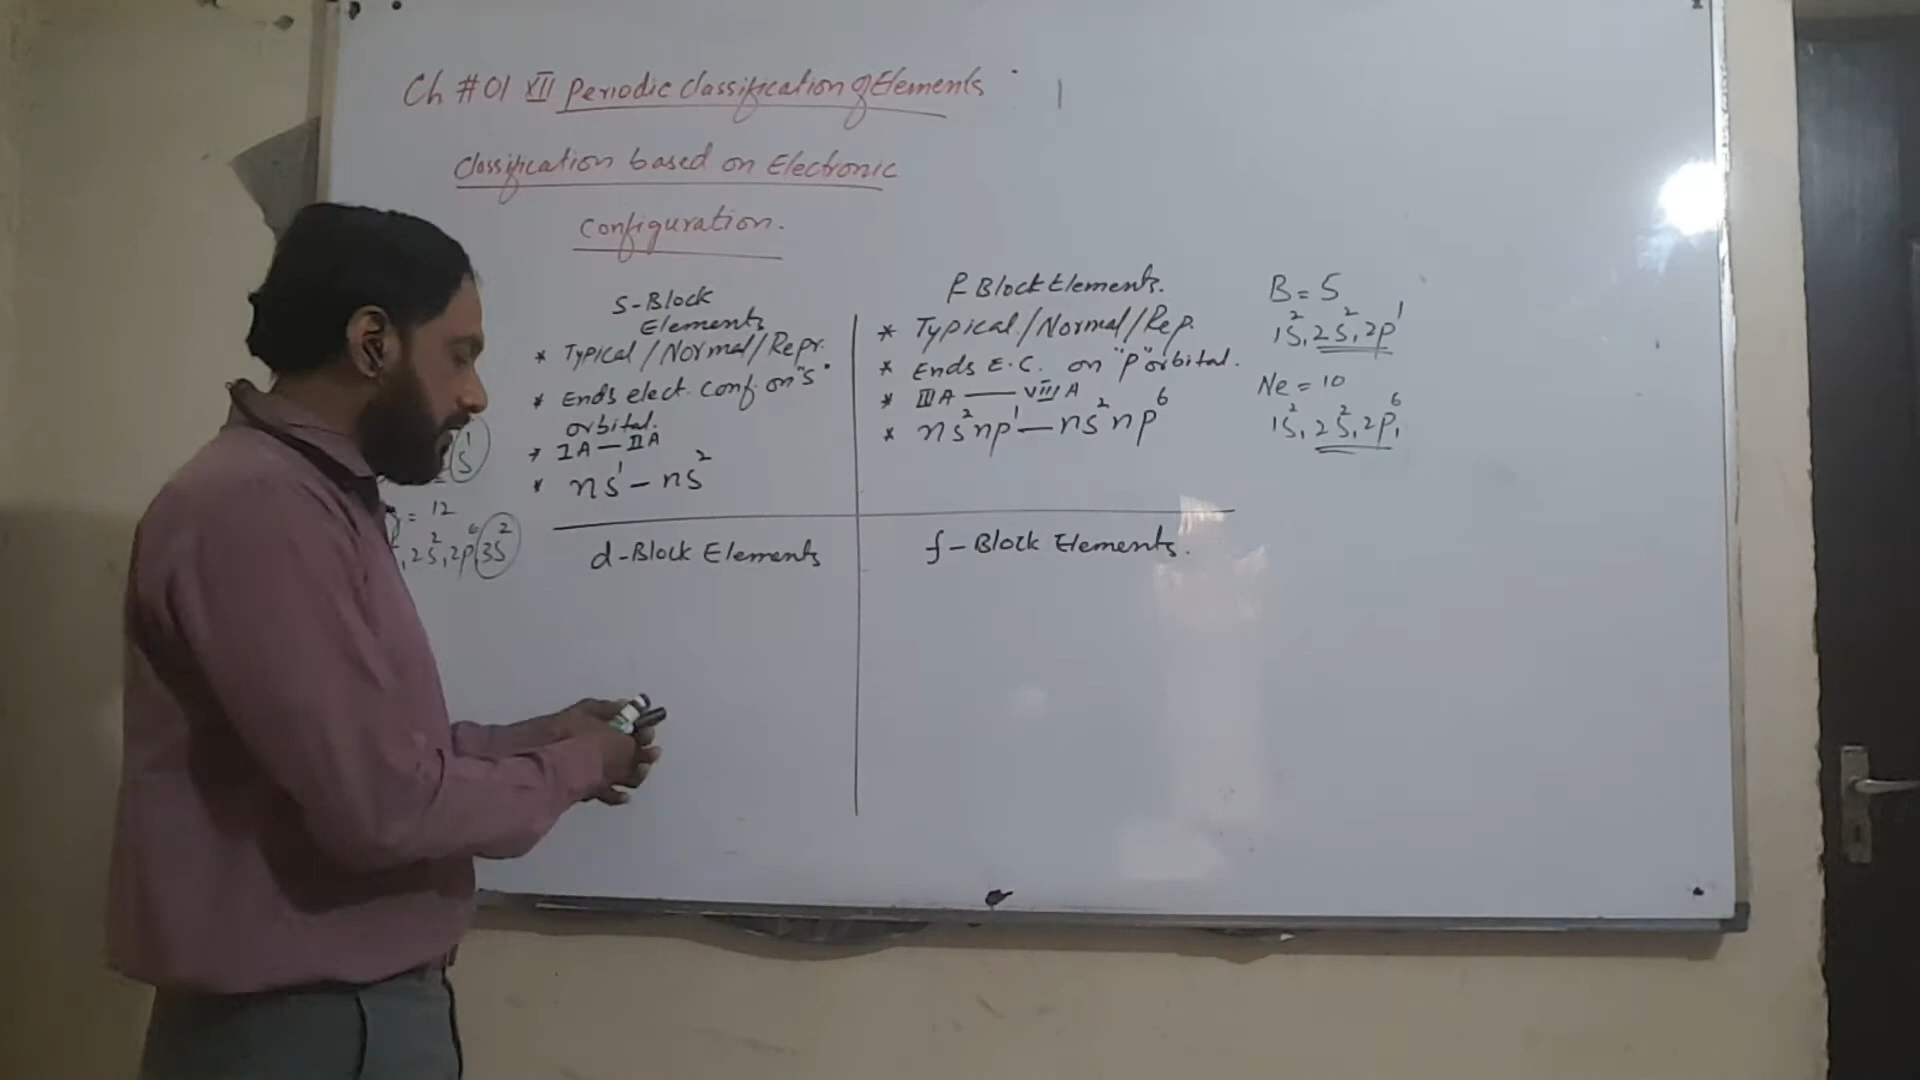 Ch # 01 XII Periodic Classification of Elements
Classification based on Electronic
Configuration.
S-Block
Elements
* Typical / Normal / Repr.
* Ends elect. conf. on "s"
orbital.
* IA — IIA
* ns¹ — ns²
P Block Elements.
* Typical / Normal / Rep.
* Ends E.C. on "p" orbital.
* IIIA — VIIIA
* ns²np¹ — ns²np⁶
B = 5
1s², 2s², 2p¹
Ne = 10
1s², 2s², 2p⁶,
s¹
= 12
, 2s², 2p⁶, 3s²
d-Block Elements
f-Block Elements.